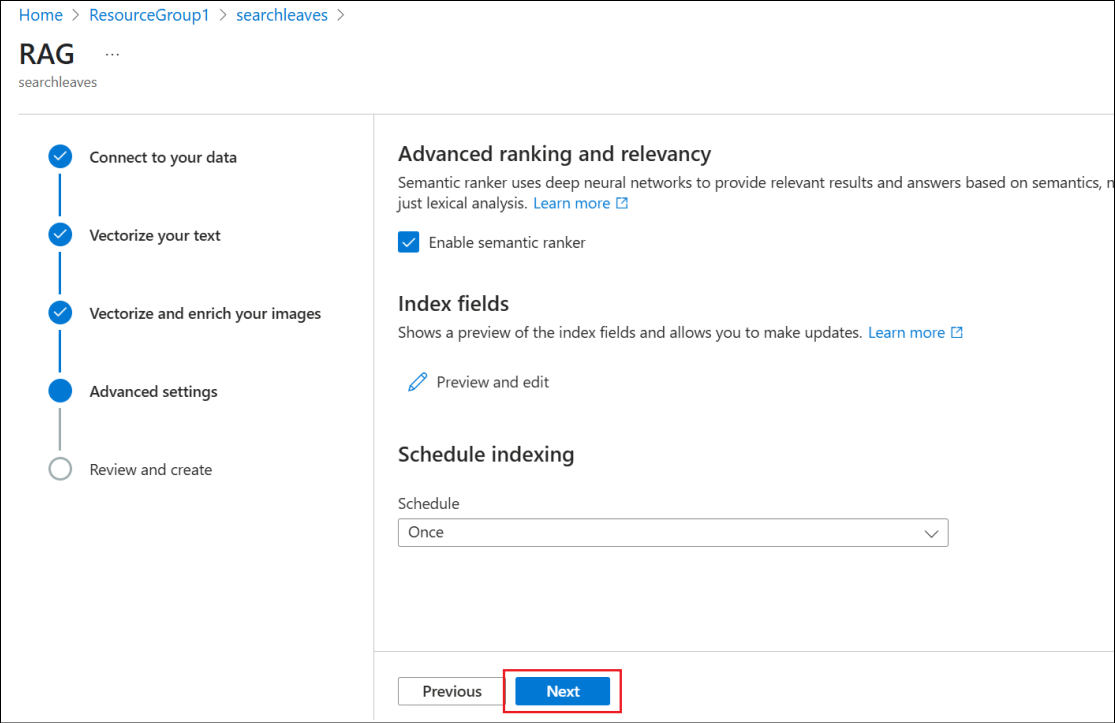 Home > ResourceGroup1 > searchleaves >
RAG ...
searchleaves
Connect to your data
Vectorize your text
Vectorize and enrich your images
Advanced settings
Review and create
Advanced ranking and relevancy
Semantic ranker uses deep neural networks to provide relevant results and answers based on semantics,
just lexical analysis. Learn more
Enable semantic ranker
Index fields
Shows a preview of the index fields and allows you to make updates. Learn more
Preview and edit
Schedule indexing
Schedule
Once
Previous
Next